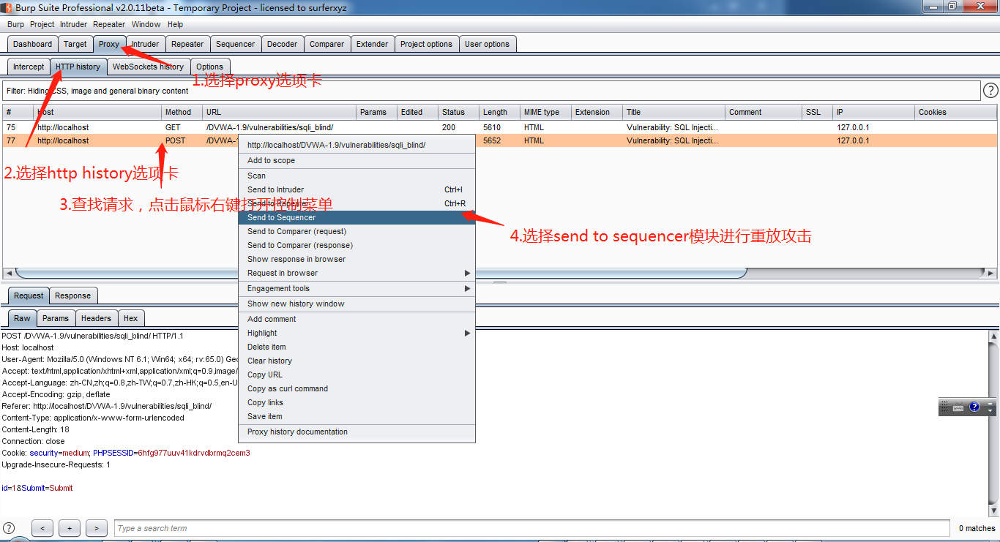 Burp Suite Professional v2.0.11beta - Temporary Project - licensed to surferxyz
Burp Project Intruder Repeater Window Help
Dashboard Target Proxy Intruder Repeater Sequencer Decoder Comparer Extender Project options User options
Intercept HTTP history WebSockets history Options
1.选择proxy选项卡
Filter: Hiding CSS, image and general binary content
# Host Method URL Params Edited Status Length MIME type Extension Title Comment SSL IP Cookies
75 http://localhost GET /DVWA-1.9/vulnerabilities/sqli_blind/ 200 5610 HTML Vulnerability: SQL Injecti... 127.0.0.1
77 http://localhost POST /DVWA-1 5652 HTML Vulnerability: SQL Injecti... 127.0.0.1
2.选择http history选项卡
3.查找请求，点击鼠标右键打开控制菜单
4.选择send to sequencer模块进行重放攻击
http://localhost/DVWA-1.9/vulnerabilities/sqli_blind/
Add to scope
Scan
Send to Intruder Ctrl+I
Send to Repeater Ctrl+R
Send to Sequencer
Send to Comparer (request)
Send to Comparer (response)
Show response in browser
Request in browser
Engagement tools
Show new history window
Add comment
Highlight
Delete item
Clear history
Copy URL
Copy as curl command
Copy links
Save item
Proxy history documentation
Request Response
Raw Params Headers Hex
POST /DVWA-1.9/vulnerabilities/sqli_blind/ HTTP/1.1
Host: localhost
User-Agent: Mozilla/5.0 (Windows NT 6.1; Win64; x64; rv:65.0) Gec
Accept: text/html,application/xhtml+xml,application/xml;q=0.9,image/
Accept-Language: zh-CN,zh;q=0.8,zh-TW;q=0.7,zh-HK;q=0.5,en-U
Accept-Encoding: gzip, deflate
Referer: http://localhost/DVWA-1.9/vulnerabilities/sqli_blind/
Content-Type: application/x-www-form-urlencoded
Content-Length: 18
Connection: close
Cookie: security=medium; PHPSESSID=6hfg977uuv41kdrvdbrmq2cem3
Upgrade-Insecure-Requests: 1
id=1&Submit=Submit
? < + > Type a search term 0 matches